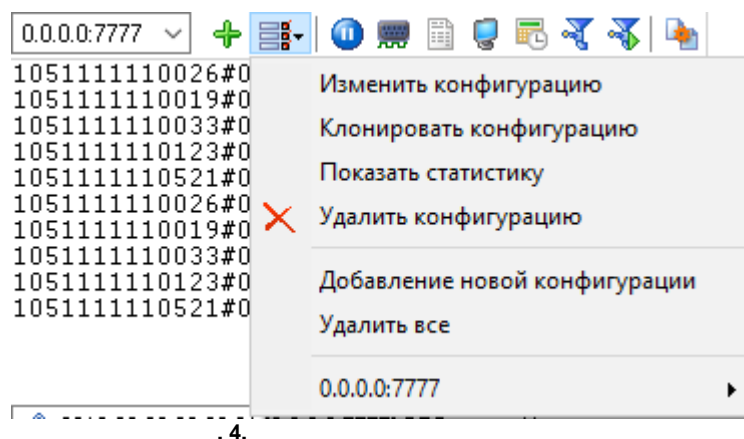 0.0.0.0:7777
1051111110026#0
1051111110019#0
1051111110033#0
1051111110123#0
1051111110521#0
1051111110026#0
1051111110019#0
1051111110033#0
1051111110123#0
1051111110521#0
Изменить конфигурацию
Клонировать конфигурацию
Показать статистику
Удалить конфигурацию
Добавление новой конфигурации
Удалить все
0.0.0.0:7777
. 4.